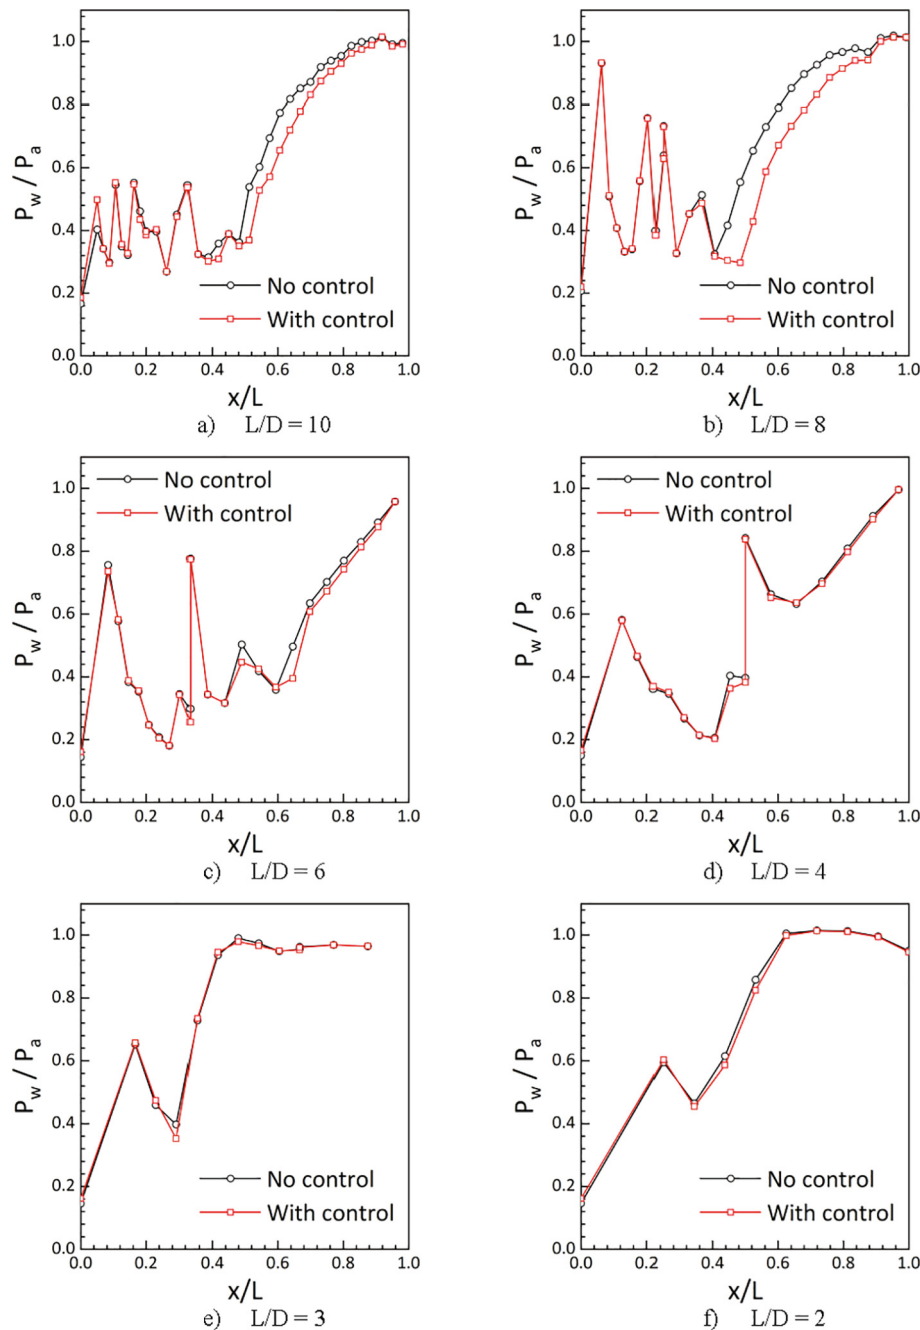 1.0
0.8
0.6
0.4
0.2
0.0
P_w / P_a
No control
With control
0.0 0.2 0.4 0.6 0.8 1.0
x/L
a) L/D = 10
1.0
0.8
0.6
0.4
0.2
0.0
P_w / P_a
No control
With control
0.0 0.2 0.4 0.6 0.8 1.0
x/L
b) L/D = 8
1.0
0.8
0.6
0.4
0.2
0.0
P_w / P_a
No control
With control
0.0 0.2 0.4 0.6 0.8 1.0
x/L
c) L/D = 6
1.0
0.8
0.6
0.4
0.2
0.0
P_w / P_a
No control
With control
0.0 0.2 0.4 0.6 0.8 1.0
x/L
d) L/D = 4
1.0
0.8
0.6
0.4
0.2
0.0
P_w / P_a
No control
With control
0.0 0.2 0.4 0.6 0.8 1.0
x/L
e) L/D = 3
1.0
0.8
0.6
0.4
0.2
0.0
P_w / P_a
No control
With control
0.0 0.2 0.4 0.6 0.8 1.0
x/L
f) L/D = 2